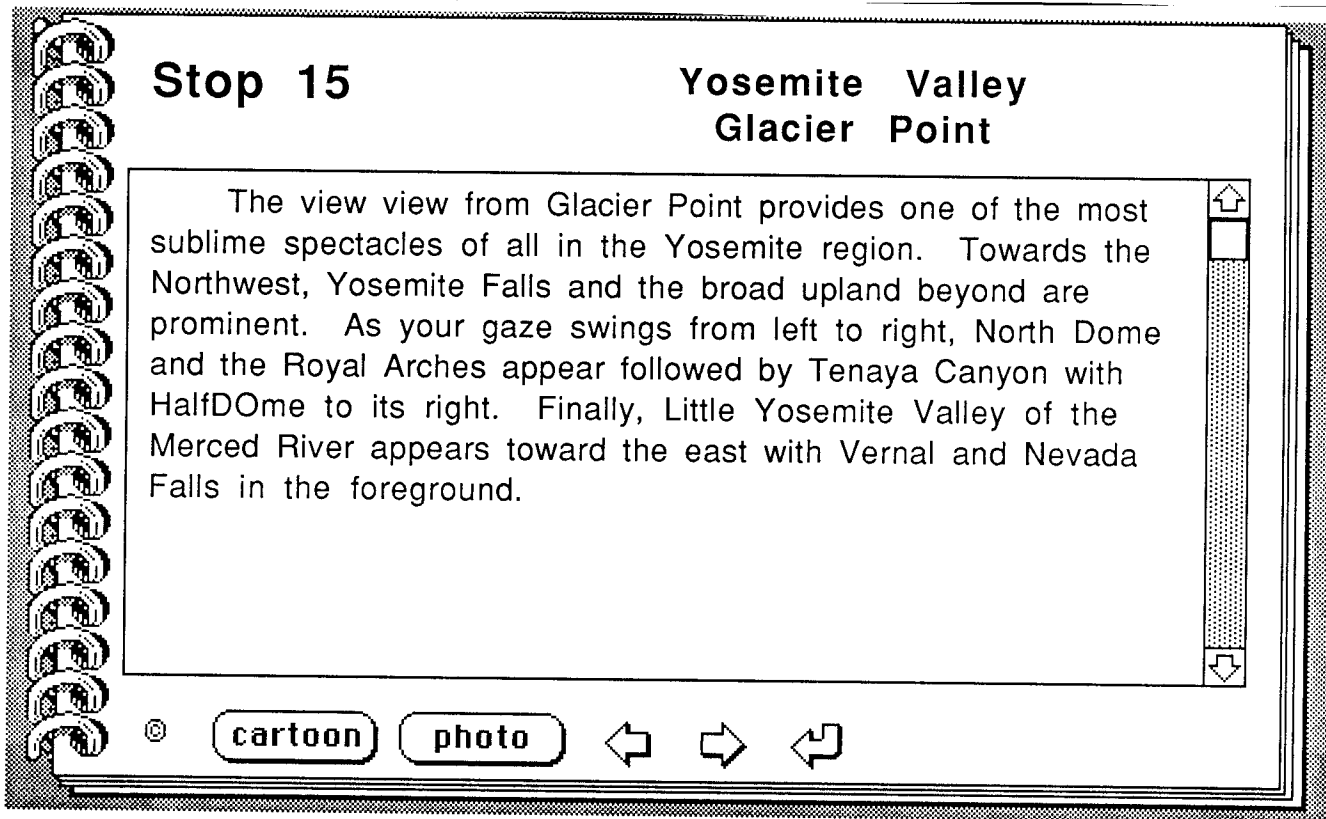 Stop 15
Yosemite Valley
Glacier Point
The view view from Glacier Point provides one of the most
sublime spectacles of all in the Yosemite region. Towards the
Northwest, Yosemite Falls and the broad upland beyond are
prominent. As your gaze swings from left to right, North Dome
and the Royal Arches appear followed by Tenaya Canyon with
HalfDOme to its right. Finally, Little Yosemite Valley of the
Merced River appears toward the east with Vernal and Nevada
Falls in the foreground.
© cartoon photo